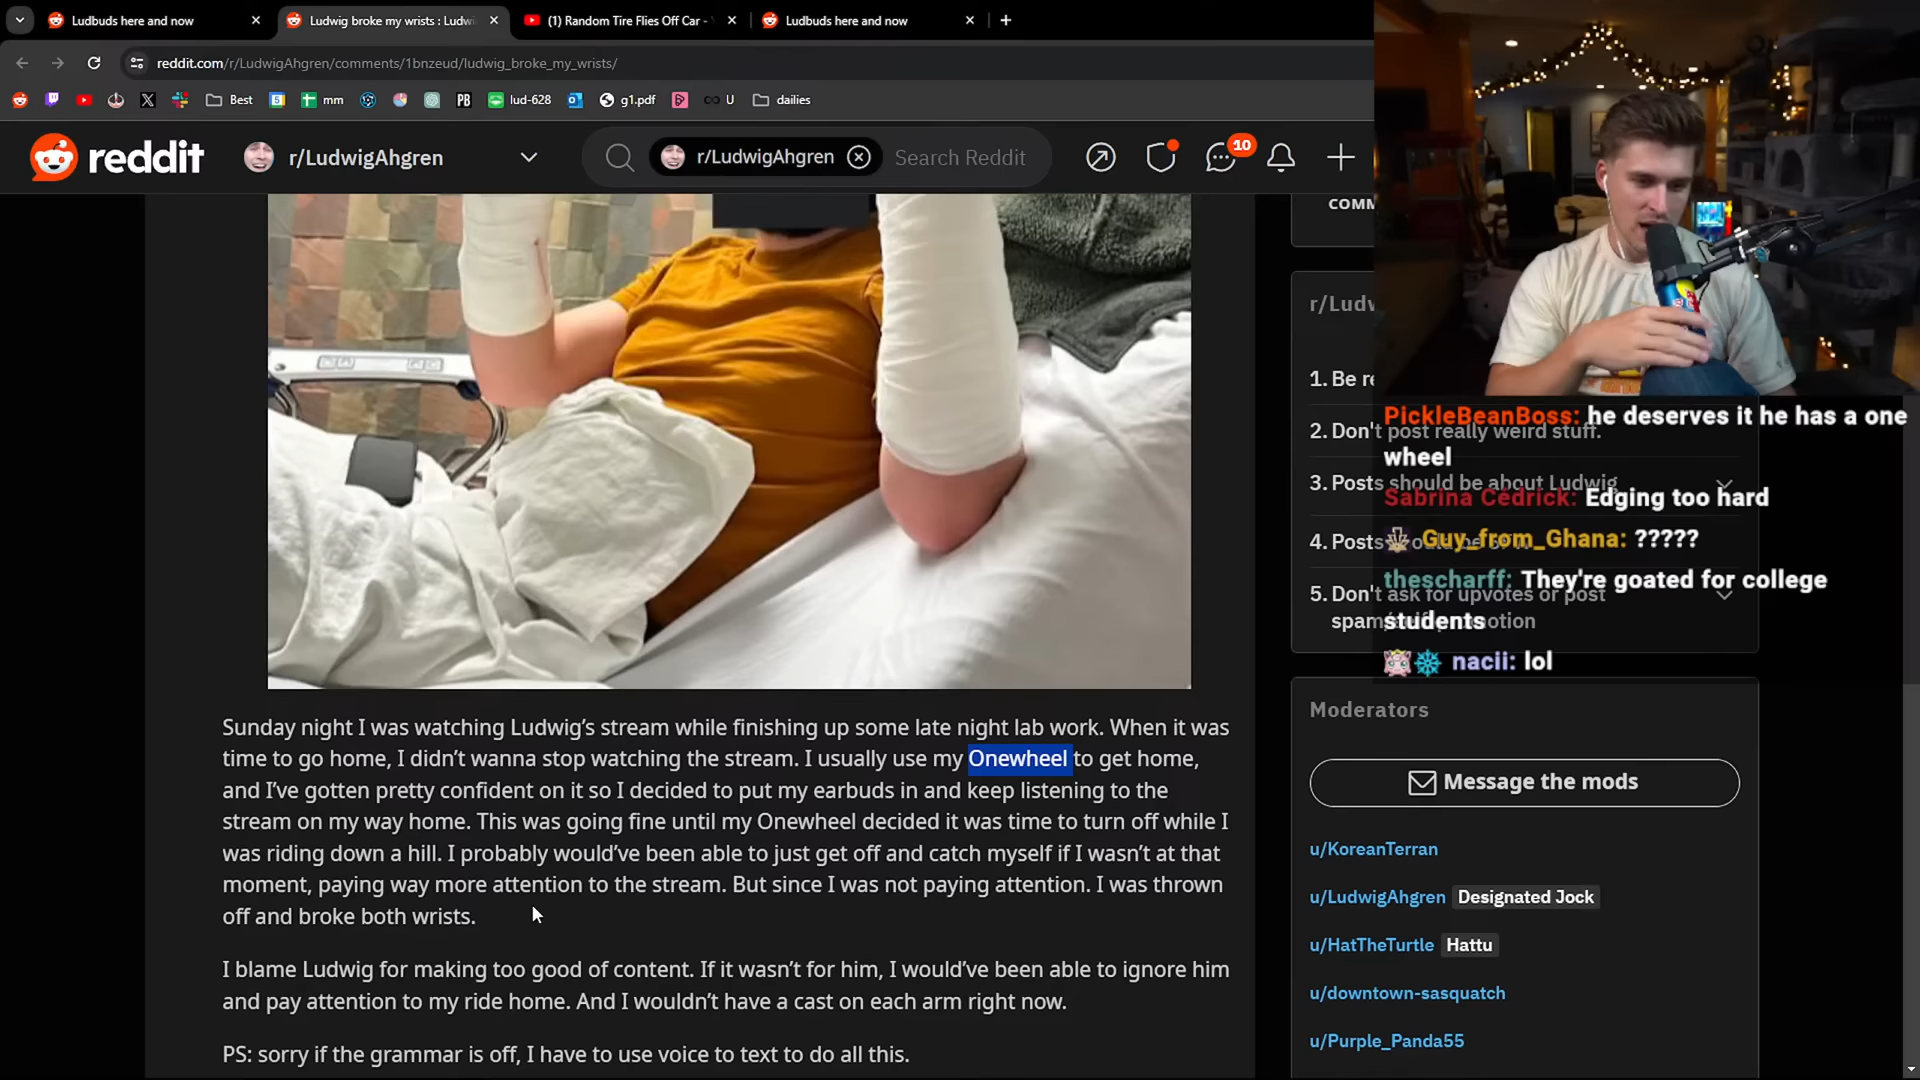 Ludbuds here and now
Ludwig broke my wrists : Ludwi
(1) Random Tire Flies Off Car -
Ludbuds here and now
reddit.com/r/LudwigAhgren/comments/1bnzeud/ludwig_broke_my_wrists/
Best
mm
PB
lud-628
g1.pdf
U
dailies
reddit
r/LudwigAhgren
r/LudwigAhgren
Search Reddit
10
COMM
r/Ludw
1. Be re
2. Don't post really weird stuff.
3. Posts should be about Ludwig
4. Posts
5. Don't ask for upvotes or post
PickleBeanBoss: he deserves it he has a one
wheel
Sabrina Cédrick: Edging too hard
Guy_from_Ghana: ?????
thescharff: They're goated for college
students
nacii: lol
Sunday night I was watching Ludwig's stream while finishing up some late night lab work. When it was
time to go home, I didn't wanna stop watching the stream. I usually use my Onewheel to get home,
and I've gotten pretty confident on it so I decided to put my earbuds in and keep listening to the
stream on my way home. This was going fine until my Onewheel decided it was time to turn off while I
was riding down a hill. I probably would've been able to just get off and catch myself if I wasn't at that
moment, paying way more attention to the stream. But since I was not paying attention. I was thrown
off and broke both wrists.
I blame Ludwig for making too good of content. If it wasn't for him, I would've been able to ignore him
and pay attention to my ride home. And I wouldn't have a cast on each arm right now.
PS: sorry if the grammar is off, I have to use voice to text to do all this.
Moderators
Message the mods
u/KoreanTerran
u/LudwigAhgren Designated Jock
u/HatTheTurtle Hattu
u/downtown-sasquatch
u/Purple_Panda55